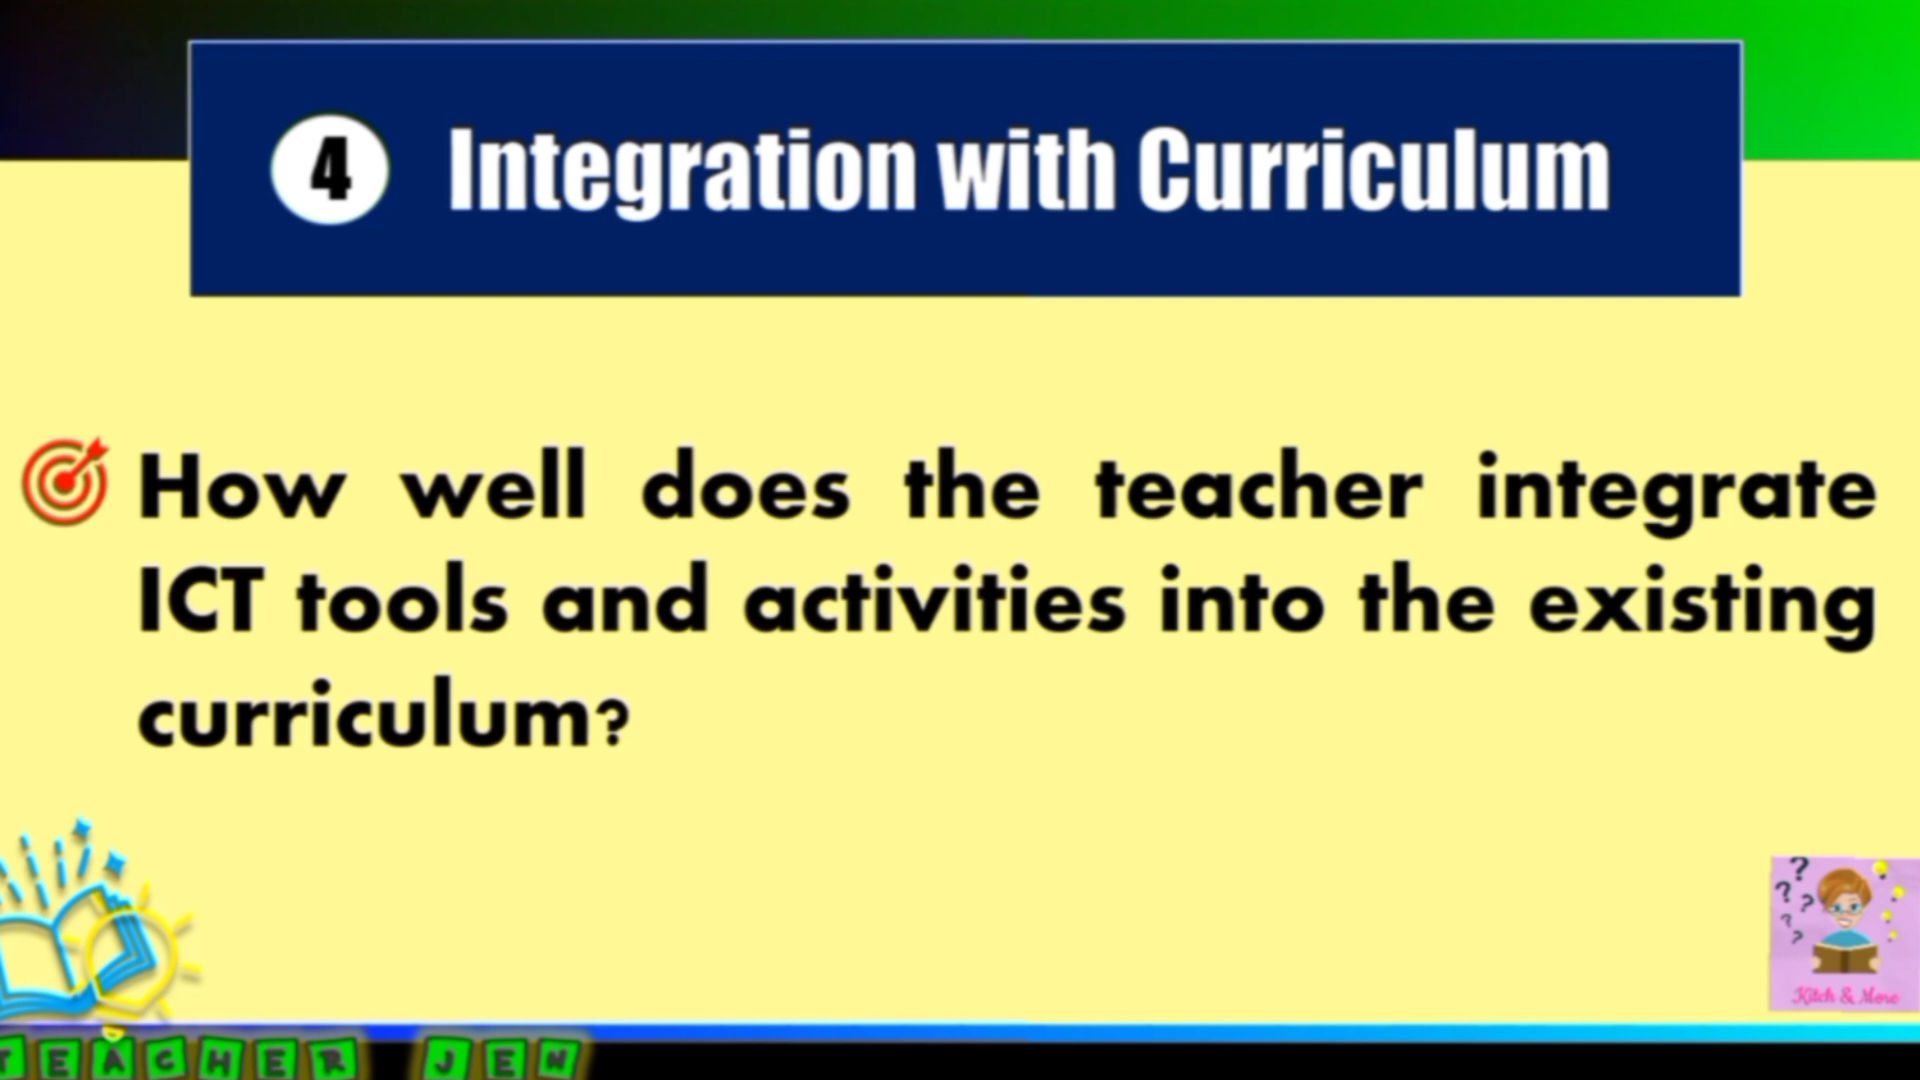 4 Integration with Curriculum
How well does the teacher integrate
ICT tools and activities into the existing
curriculum?
? ? ? ? ?
Kitch & More
TEACHER JEN